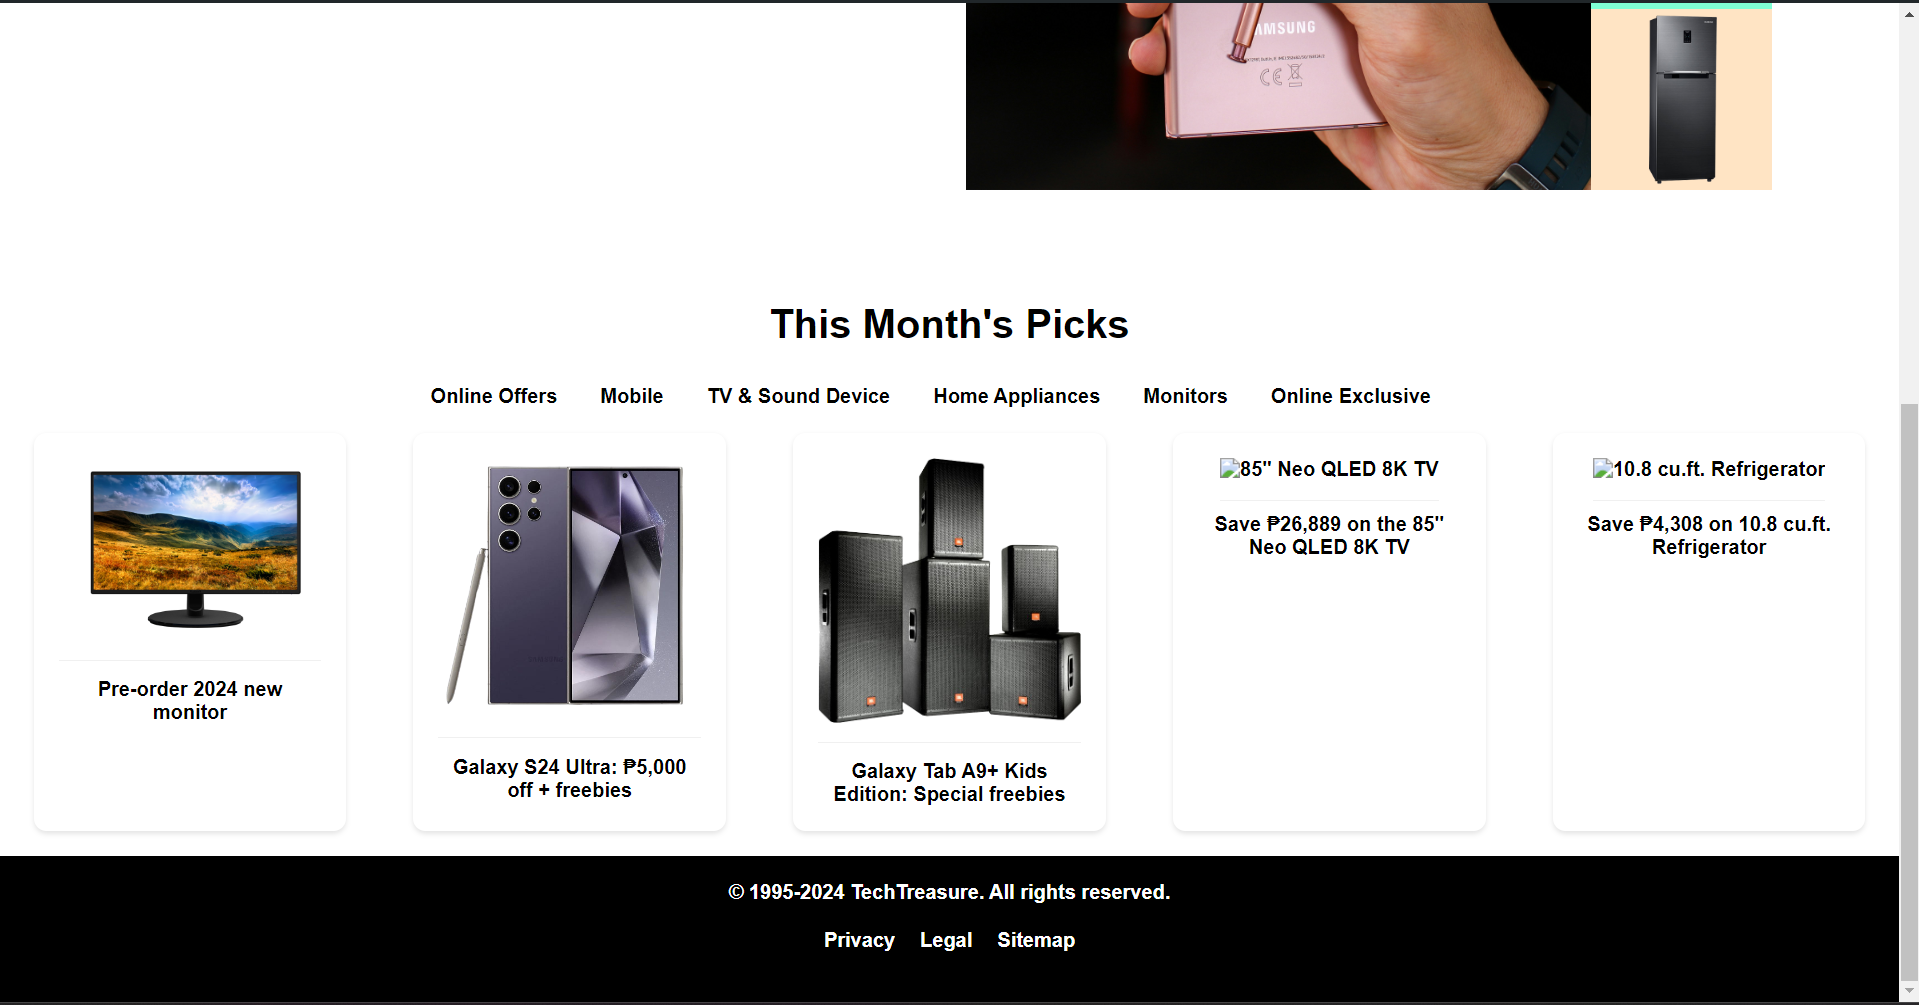 AMSUNG
This Month's Picks
Online Offers Mobile TV & Sound Device Home Appliances Monitors Online Exclusive
85" Neo QLED 8K TV
10.8 cu.ft. Refrigerator
Pre-order 2024 new
monitor
Galaxy S24 Ultra: ₱5,000
off + freebies
Galaxy Tab A9+ Kids
Edition: Special freebies
Save ₱26,889 on the 85"
Neo QLED 8K TV
Save ₱4,308 on 10.8 cu.ft.
Refrigerator
© 1995-2024 TechTreasure. All rights reserved.
Privacy Legal Sitemap